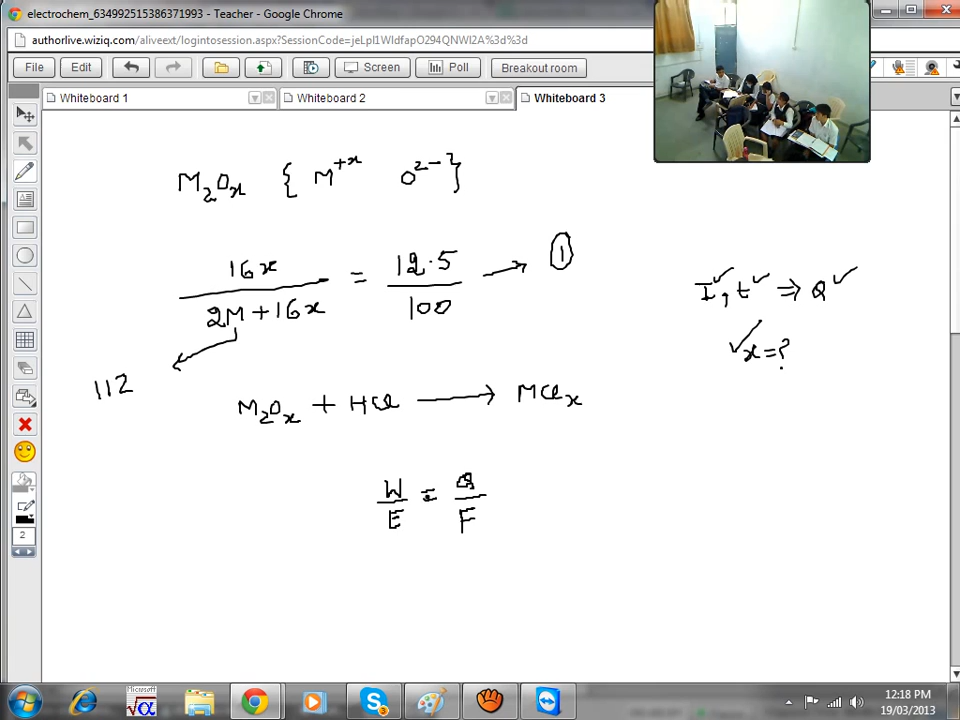 electrochem_634992515386371993 - Teacher - Google Chrome
authorlive.wiziq.com/aliveext/logintosession.aspx?SessionCode=jeLpI1WIdfapO294QNWI2A%3d%3d
File Edit Screen Poll Breakout room
Whiteboard 1 Whiteboard 2 Whiteboard 3
M₂Oₓ { M⁺ˣ O²⁻ }
16x / (2M + 16x) = 12.5 / 100 → ①
I, t ⇒ Q
x = ?
112
M₂Oₓ + HCl → MClₓ
W/E = Q/F
2
Microsoft
√α
12:18 PM
19/03/2013